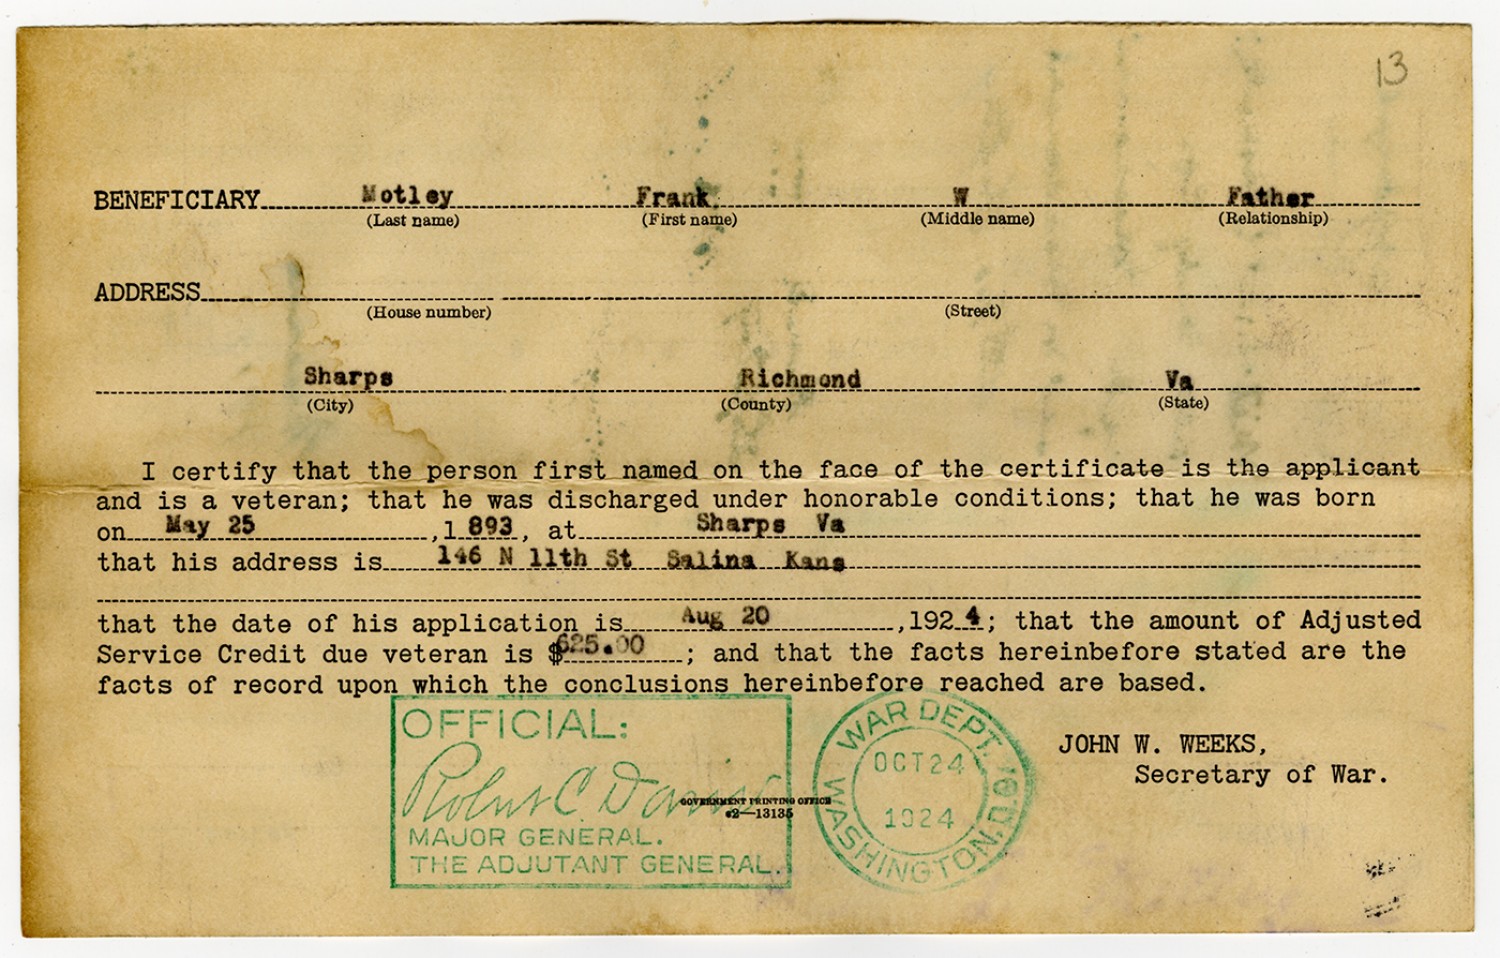 13
BENEFICIARY Motley Frank W Father
(Last name) (First name) (Middle name) (Relationship)
ADDRESS
(House number) (Street)
Sharps Richmond Va
(City) (County) (State)
I certify that the person first named on the face of the certificate is the applicant
and is a veteran; that he was discharged under honorable conditions; that he was born
on May 25, 1893, at Sharps Va
that his address is 146 N 11th St Salina Kans
that the date of his application is Aug 20, 1924; that the amount of Adjusted
Service Credit due veteran is $625.00; and that the facts hereinbefore stated are the
facts of record upon which the conclusions hereinbefore reached are based.
OFFICIAL:
Robert C. Davis
MAJOR GENERAL.
THE ADJUTANT GENERAL.
GOVERNMENT PRINTING OFFICE
2—13135
WAR DEPT.
OCT 24
1924
WASHINGTON, D.C.
JOHN W. WEEKS,
Secretary of War.